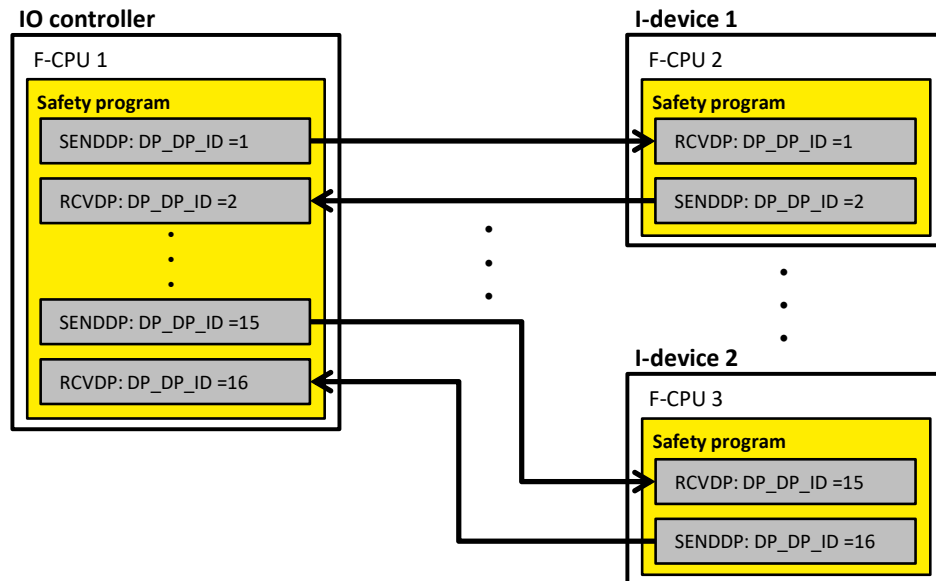 IO controller
F-CPU 1
Safety program
SENDDP: DP_DP_ID =1
RCVDP: DP_DP_ID =2
SENDDP: DP_DP_ID =15
RCVDP: DP_DP_ID =16
I-device 1
F-CPU 2
Safety program
RCVDP: DP_DP_ID =1
SENDDP: DP_DP_ID =2
I-device 2
F-CPU 3
Safety program
RCVDP: DP_DP_ID =15
SENDDP: DP_DP_ID =16